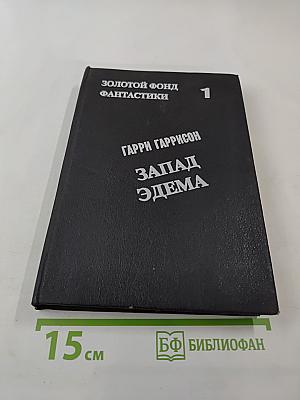 ЗОЛОТОЙ ФОНД
ФАНТАСТИКИ 1
ГАРРИ ГАРРИСОН
ЗАПАД
ЭДЕМА
15 см
БФ БИБЛИОФАН